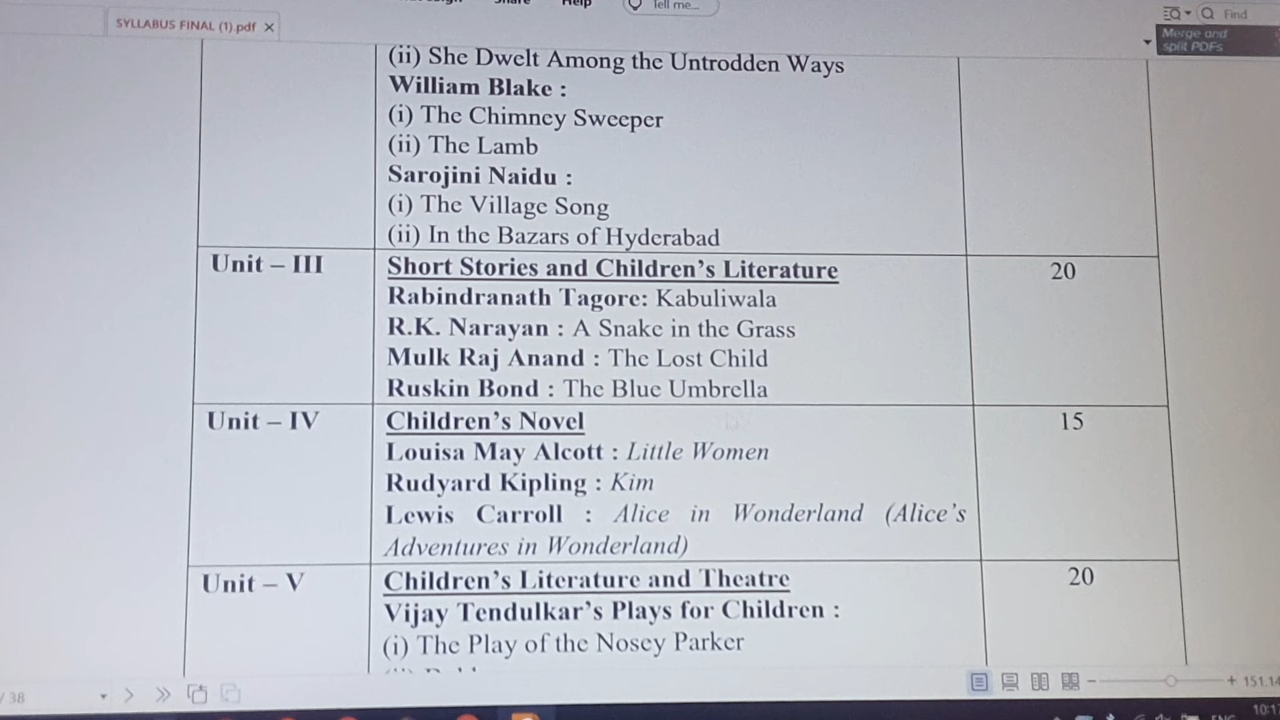 Share
Help
Tell me...
SYLLABUS FINAL (1).pdf ×
Find
Merge and
split PDFs
(ii) She Dwelt Among the Untrodden Ways
William Blake :
(i) The Chimney Sweeper
(ii) The Lamb
Sarojini Naidu :
(i) The Village Song
(ii) In the Bazars of Hyderabad
Unit – III
Short Stories and Children's Literature
20
Rabindranath Tagore: Kabuliwala
R.K. Narayan : A Snake in the Grass
Mulk Raj Anand : The Lost Child
Ruskin Bond : The Blue Umbrella
Unit – IV
Children's Novel
15
Louisa May Alcott : Little Women
Rudyard Kipling : Kim
Lewis Carroll : Alice in Wonderland (Alice's
Adventures in Wonderland)
Unit – V
Children's Literature and Theatre
20
Vijay Tendulkar's Plays for Children :
(i) The Play of the Nosey Parker
/ 38
151.14
10:1